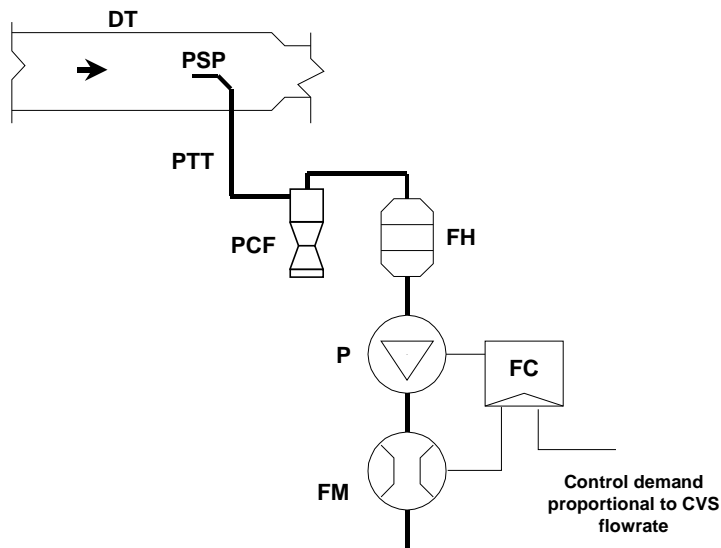 DT
PSP
PTT
PCF
FH
P
FC
FM
Control demand
proportional to CVS
flowrate